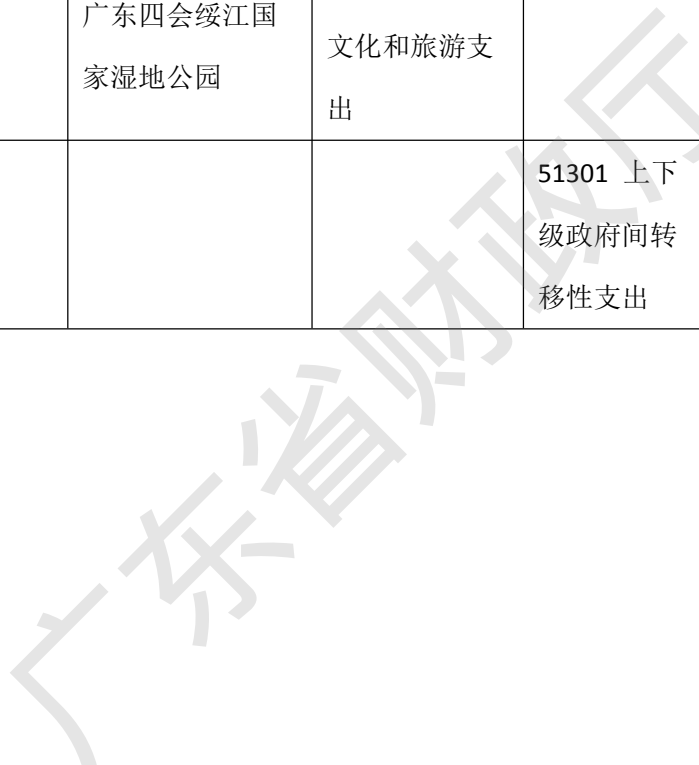 广东四会绥江国
家湿地公园
文化和旅游支
出
51301 上下
级政府间转
移性支出
广东省财政厅